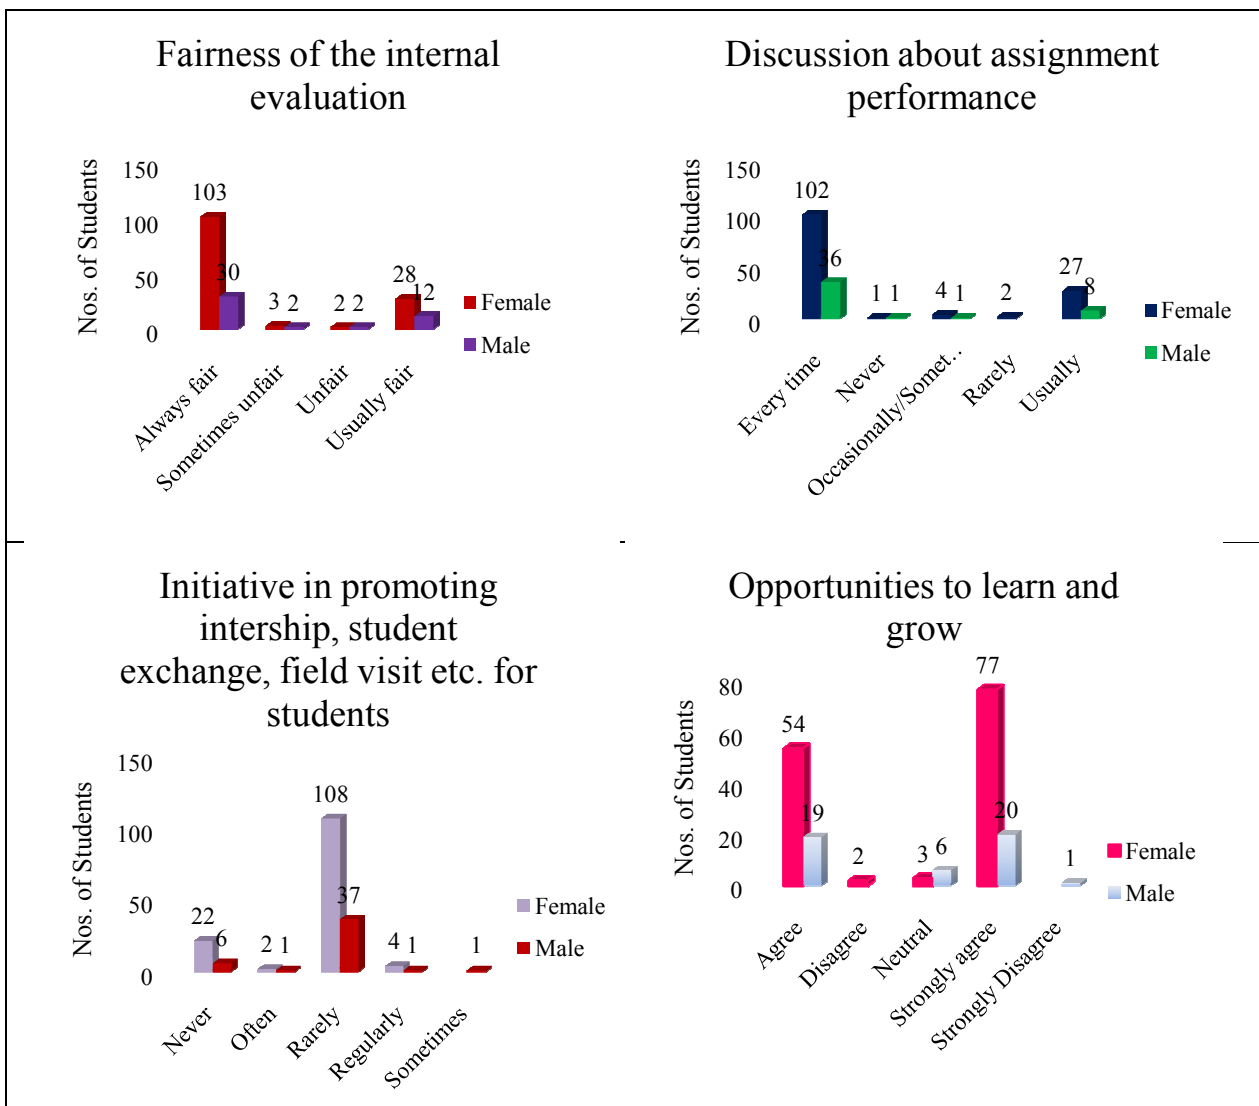 Fairness of the internal
evaluation
Nos. of Students
150
100
50
0
103
30
3
2
2
2
28
12
Always fair
Sometimes unfair
Unfair
Usually fair
Female
Male
Discussion about assignment
performance
Nos. of Students
150
100
50
0
102
36
1
1
4
1
2
27
8
Every time
Never
Occasionally/Somet..
Rarely
Usually
Female
Male
Initiative in promoting
intership, student
exchange, field visit etc. for
students
Nos. of Students
150
100
50
0
22
6
2
1
108
37
4
1
1
Never
Often
Rarely
Regularly
Sometimes
Female
Male
Opportunities to learn and
grow
Nos. of Students
80
60
40
20
0
54
19
2
3
6
77
20
1
Agree
Disagree
Neutral
Strongly agree
Strongly Disagree
Female
Male